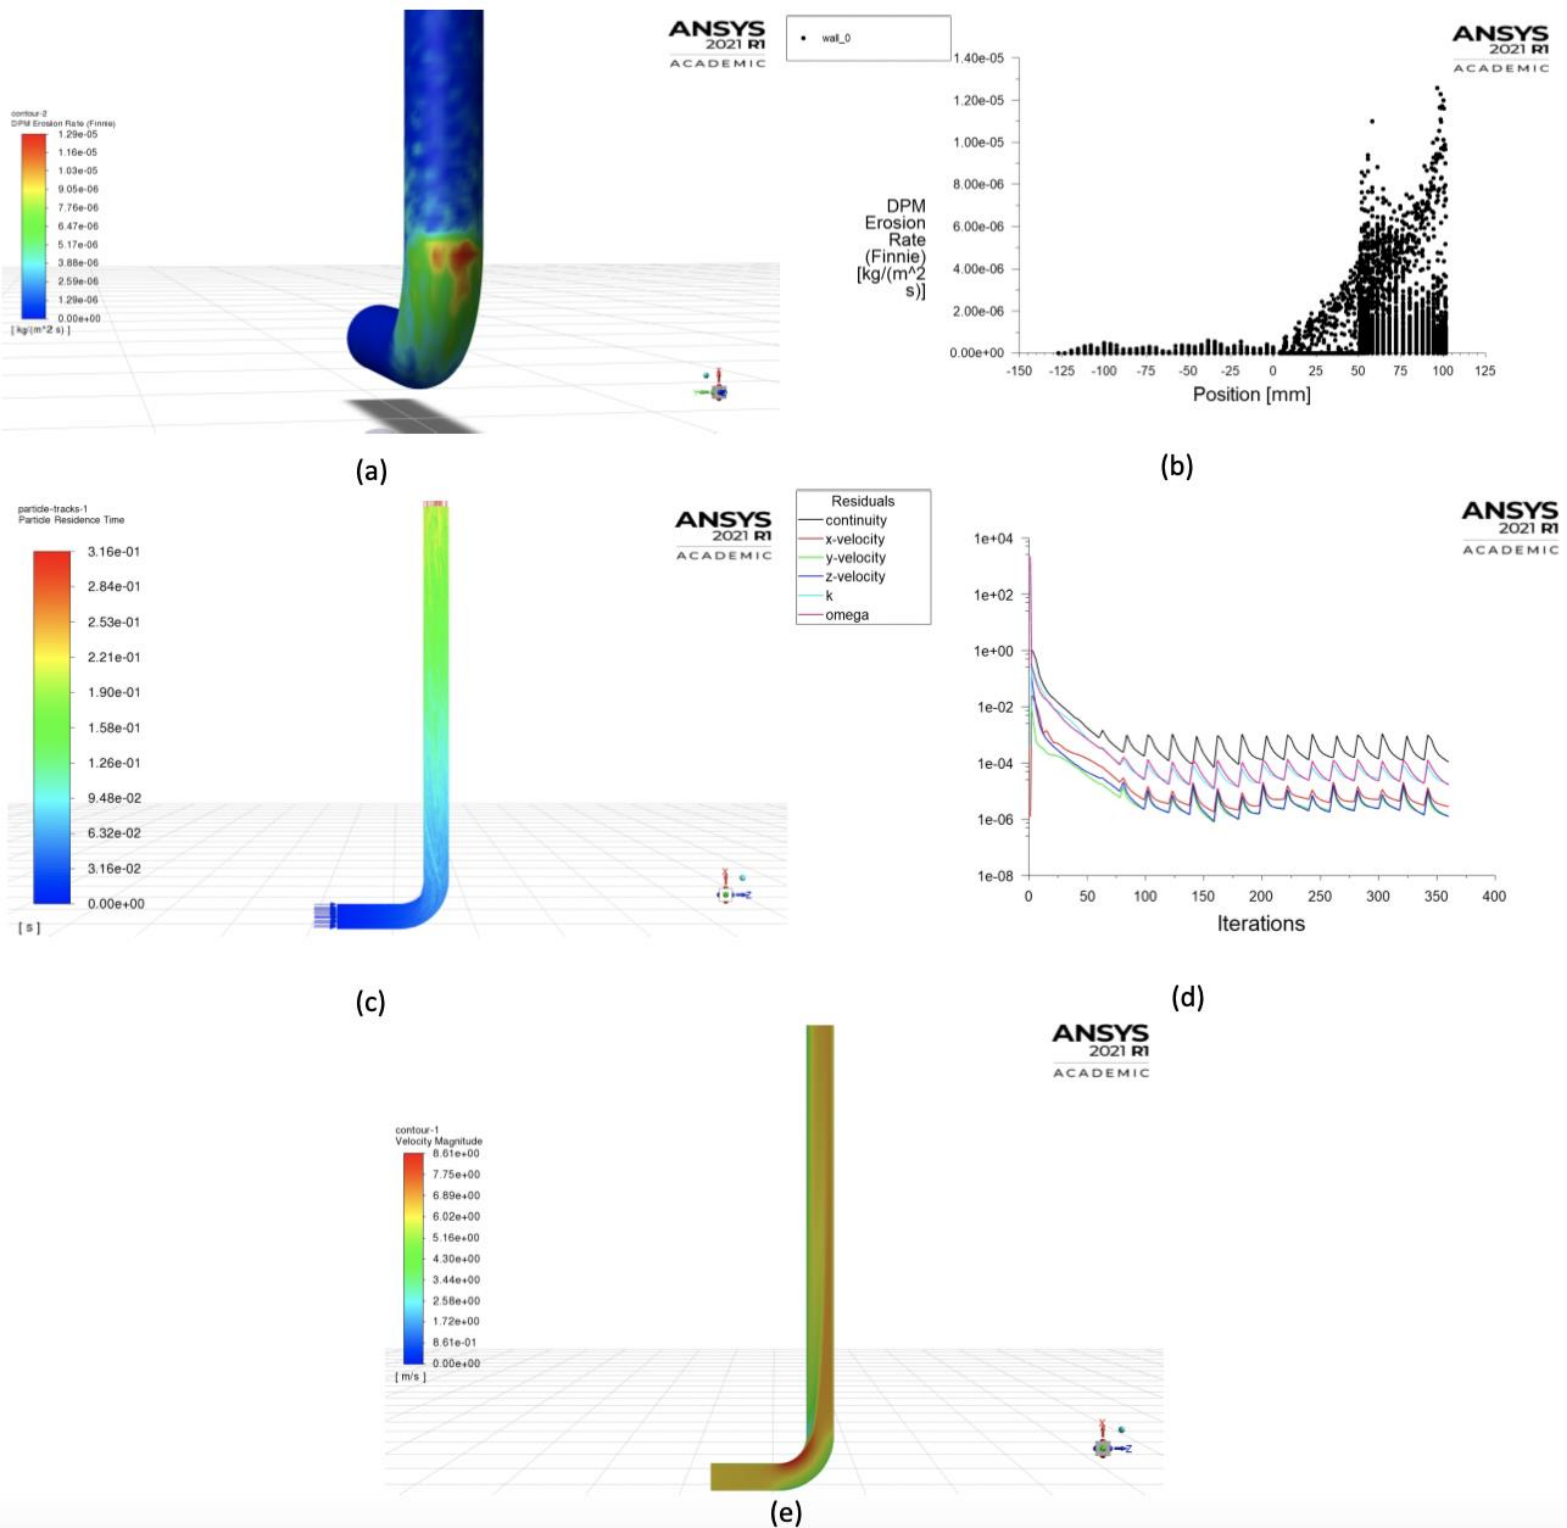 ANSYS
2021 R1
ACADEMIC
contour-2
DPM Erosion Rate (Finnie)
1.29e-05
1.16e-05
1.03e-05
9.05e-06
7.76e-06
6.47e-06
5.17e-06
3.88e-06
2.59e-06
1.29e-06
0.00e+00
[ kg/(m^2 s) ]
(a)
wall_0
ANSYS
2021 R1
ACADEMIC
1.40e-05
1.20e-05
1.00e-05
8.00e-06
6.00e-06
4.00e-06
2.00e-06
0.00e+00
DPM
Erosion
Rate
(Finnie)
[kg/(m^2
s)]
-150 -125 -100 -75 -50 -25 0 25 50 75 100 125
Position [mm]
(b)
particle-tracks-1
Particle Residence Time
3.16e-01
2.84e-01
2.53e-01
2.21e-01
1.90e-01
1.58e-01
1.26e-01
9.48e-02
6.32e-02
3.16e-02
0.00e+00
[ s ]
ANSYS
2021 R1
ACADEMIC
X
Z
(c)
Residuals
continuity
x-velocity
y-velocity
z-velocity
k
omega
ANSYS
2021 R1
ACADEMIC
1e+04
1e+02
1e+00
1e-02
1e-04
1e-06
1e-08
0 50 100 150 200 250 300 350 400
Iterations
(d)
ANSYS
2021 R1
ACADEMIC
contour-1
Velocity Magnitude
8.61e+00
7.75e+00
6.89e+00
6.02e+00
5.16e+00
4.30e+00
3.44e+00
2.58e+00
1.72e+00
8.61e-01
0.00e+00
[ m/s ]
X
Z
(e)